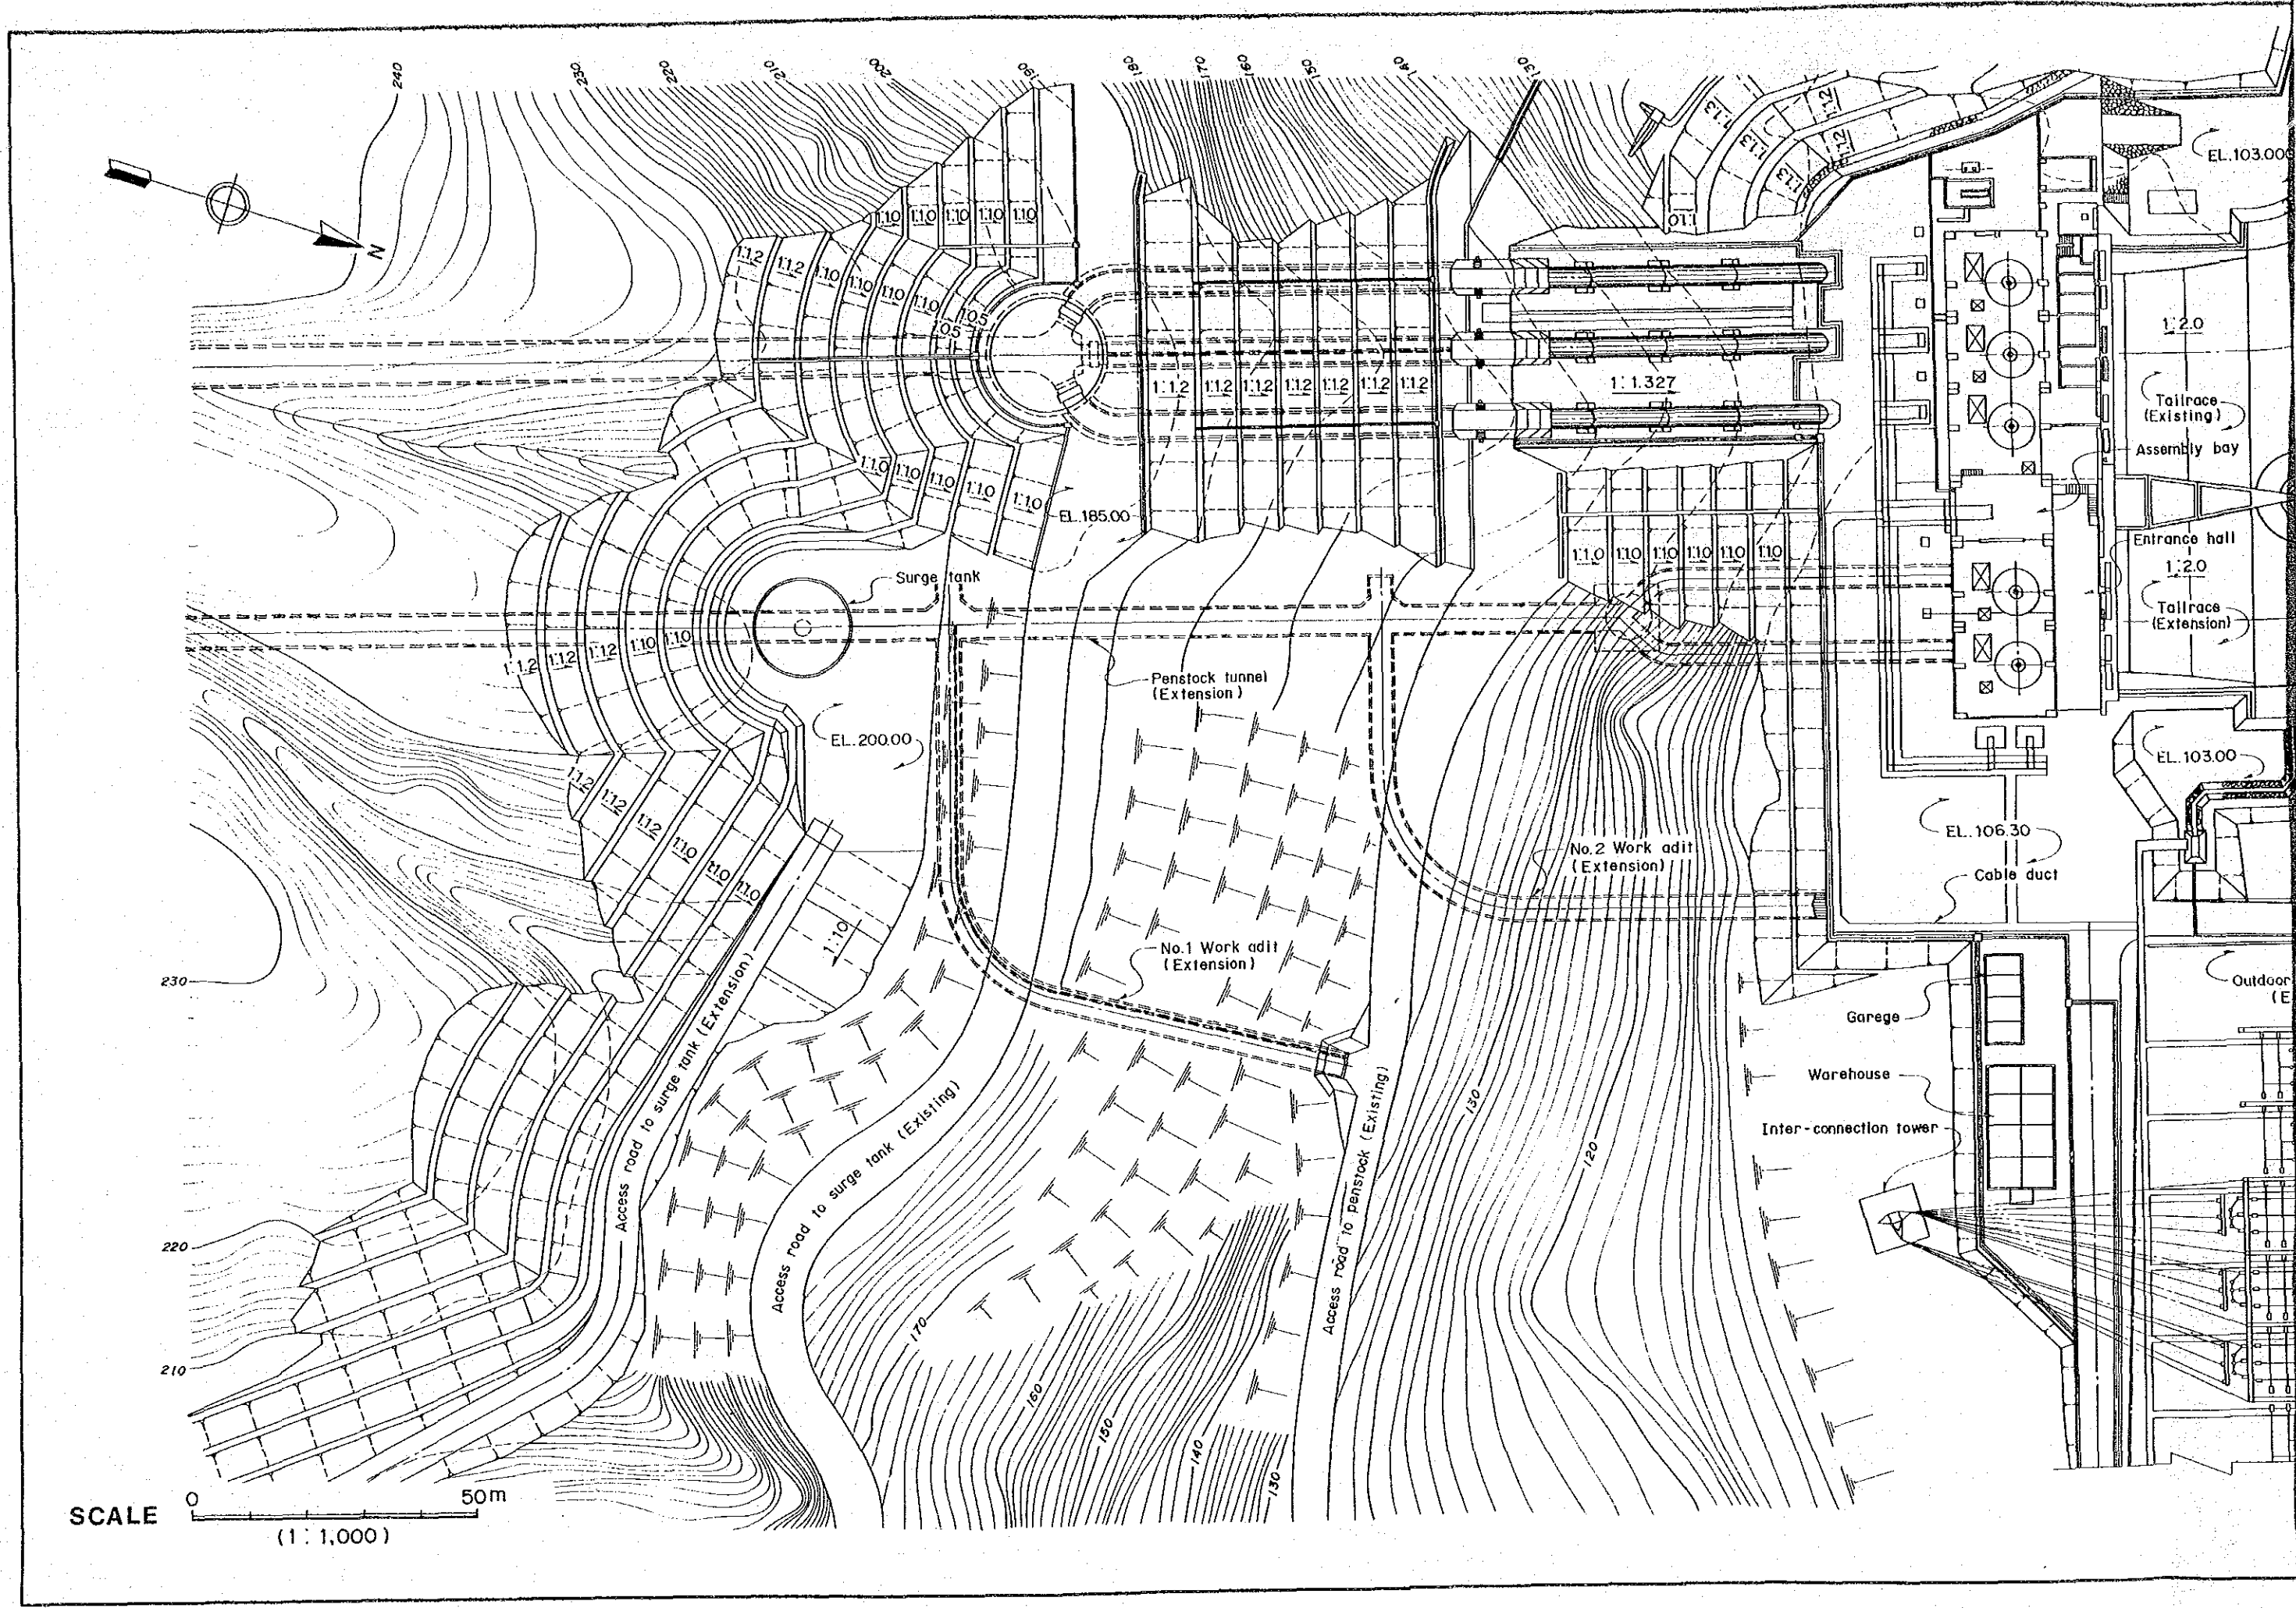 240
230
220
210
200
190
180
170
160
150
140
130
N
1:1.3
1:1.3
1:1.3
1:1.2
1:1.2
1:1.0
EL.103.00
1:1.0 1:1.0 1:1.0 1:1.0 1:1.0
1:1.2 1:1.2 1:1.0 1:1.0 1:1.0 1:1.0 1:0.5 1:0.5
1:1.2 1:1.2 1:1.2 1:1.2 1:1.2 1:1.2 1:1.2
1:1.327
1:2.0
Tailrace
(Existing)
Assembly bay
1:1.0 1:1.0 1:1.0 1:1.0 1:1.0
EL.185.00
1:1.0 1:1.0 1:1.0 1:1.0 1:1.0 1:1.0
Entrance hall
1:2.0
Tailrace
(Extension)
Surge tank
1:1.2 1:1.2 1:1.2 1:1.0 1:1.0
Penstock tunnel
(Extension)
EL.200.00
EL.103.00
1:1.2 1:1.2 1:1.2 1:1.0 1:1.0 1:1.0
EL.106.30
No.2 Work adit
(Extension)
Cable duct
1:1.0
No.1 Work adit
(Extension)
230
Outdoor
(E
Garege
Warehouse
Inter-connection tower
Access road to surge tank (Extension)
Access road to surge tank (Existing)
Access road to penstock (Existing)
130
120
220
210
170
160
150
140
130
SCALE
0 50m
(1:1,000)